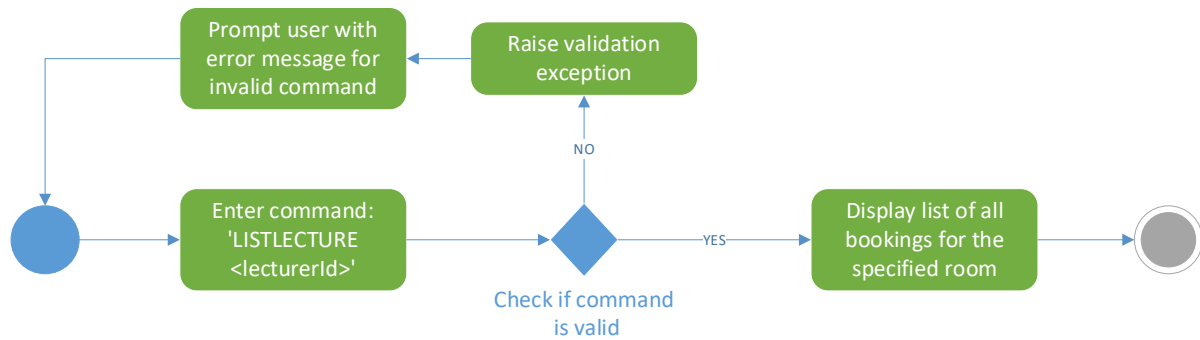 Prompt user with
error message for
invalid command
Raise validation
exception
NO
Enter command:
'LISTLECTURE
<lecturerId>'
YES
Display list of all
bookings for the
specified room
Check if command
is valid